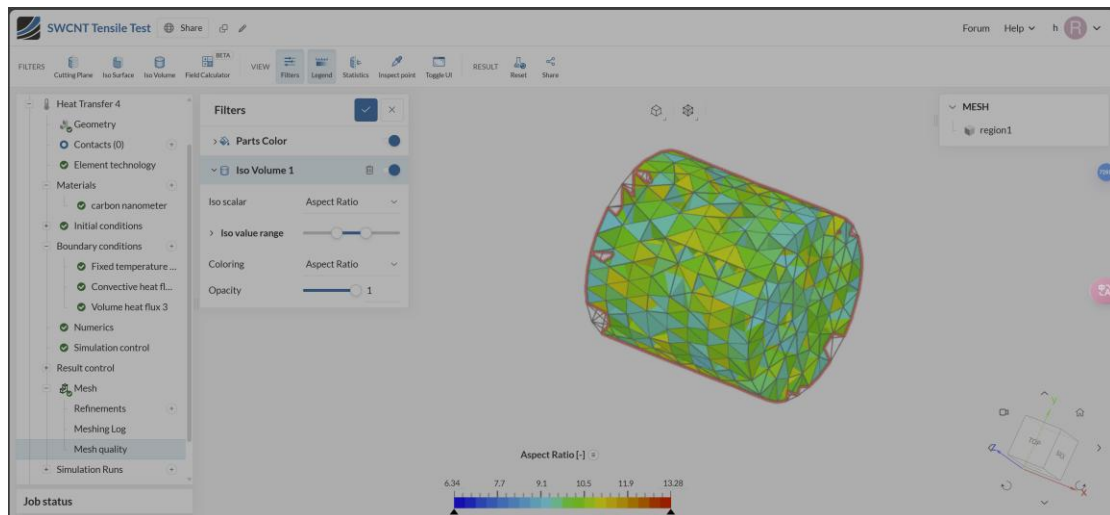 SWCNT Tensile Test
Share
Forum
Help
h
R
FILTERS
Cutting Plane
Iso Surface
Iso Volume
BETA
Field Calculator
VIEW
Filters
Legend
Statistics
Inspect point
Toggle UI
RESULT
Reset
Share
Heat Transfer 4
Geometry
Contacts (0)
Element technology
Materials
carbon nanometer
Initial conditions
Boundary conditions
Fixed temperature ...
Convective heat fl...
Volume heat flux 3
Numerics
Simulation control
Result control
Mesh
Refinements
Meshing Log
Mesh quality
Simulation Runs
Job status
Filters
Parts Color
Iso Volume 1
Iso scalar Aspect Ratio
Iso value range
Coloring Aspect Ratio
Opacity 1
MESH
region1
Aspect Ratio [-]
6.34 7.7 9.1 10.5 11.9 13.28
Y
TOP
Z
X